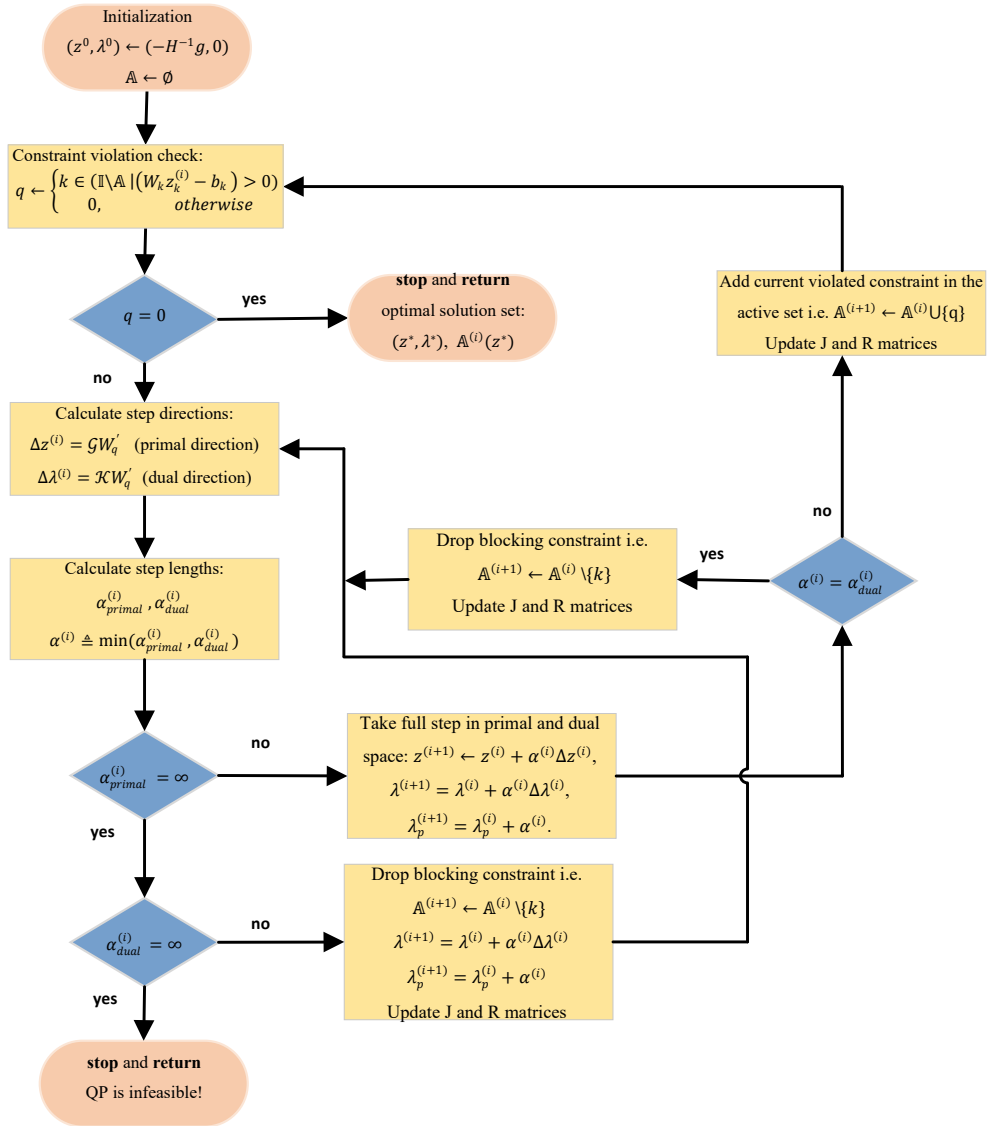 Initialization
(z⁰, λ⁰) ← (−H⁻¹g, 0)
𝔸 ← ∅
Constraint violation check:
q ← { k ∈ (𝕀\𝔸 |(W_k z_k^{(i)} − b_k) > 0)
0, otherwise
q = 0
yes
no
stop and return
optimal solution set:
(z*, λ*), 𝔸^{(i)}(z*)
Add current violated constraint in the
active set i.e. 𝔸^{(i+1)} ← 𝔸^{(i)} ⋃{q}
Update J and R matrices
Calculate step directions:
Δz^{(i)} = 𝒢W_q^′ (primal direction)
Δλ^{(i)} = 𝒦W_q^′ (dual direction)
no
Drop blocking constraint i.e.
𝔸^{(i+1)} ← 𝔸^{(i)} \{k}
Update J and R matrices
yes
α^{(i)} = α_{dual}^{(i)}
Calculate step lengths:
α_{primal}^{(i)} , α_{dual}^{(i)}
α^{(i)} ≜ min(α_{primal}^{(i)} , α_{dual}^{(i)} )
α_{primal}^{(i)} = ∞
no
yes
Take full step in primal and dual
space: z^{(i+1)} ← z^{(i)} + α^{(i)}Δz^{(i)},
λ^{(i+1)} = λ^{(i)} + α^{(i)}Δλ^{(i)},
λ_p^{(i+1)} = λ_p^{(i)} + α^{(i)}.
α_{dual}^{(i)} = ∞
no
yes
Drop blocking constraint i.e.
𝔸^{(i+1)} ← 𝔸^{(i)} \{k}
λ^{(i+1)} = λ^{(i)} + α^{(i)}Δλ^{(i)}
λ_p^{(i+1)} = λ_p^{(i)} + α^{(i)}
Update J and R matrices
stop and return
QP is infeasible!